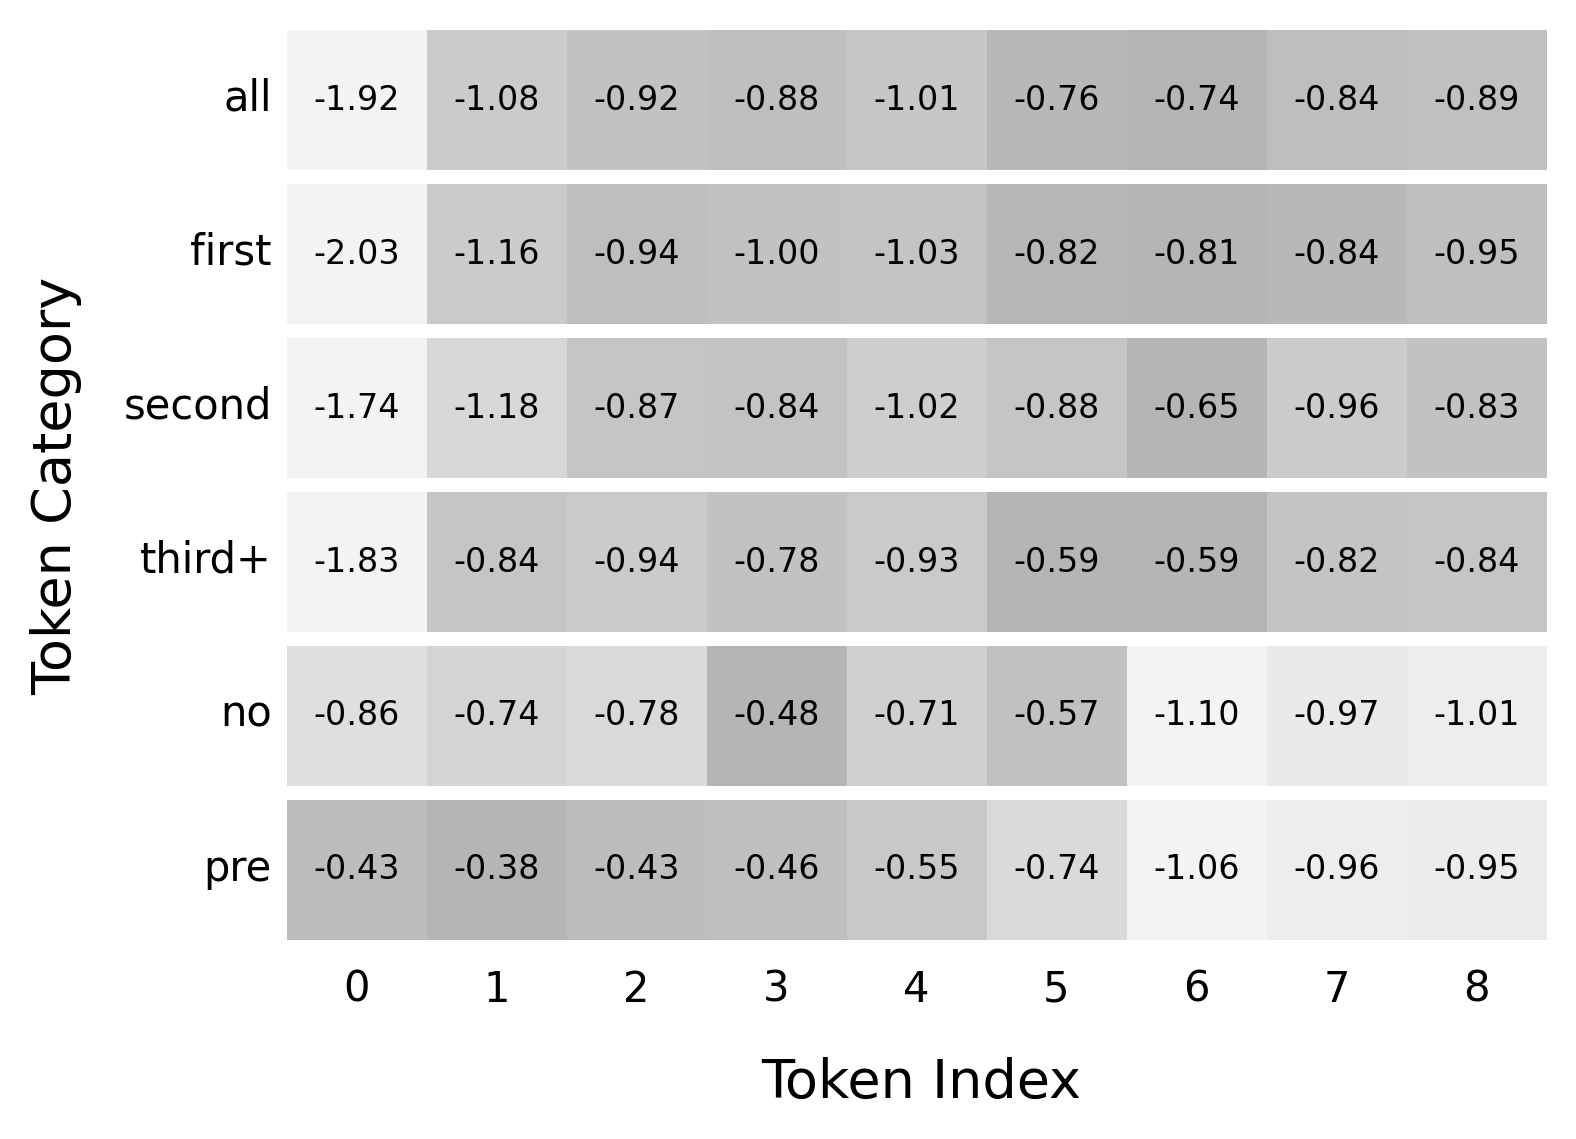 all -1.92 -1.08 -0.92 -0.88 -1.01 -0.76 -0.74 -0.84 -0.89
first -2.03 -1.16 -0.94 -1.00 -1.03 -0.82 -0.81 -0.84 -0.95
second -1.74 -1.18 -0.87 -0.84 -1.02 -0.88 -0.65 -0.96 -0.83
third+ -1.83 -0.84 -0.94 -0.78 -0.93 -0.59 -0.59 -0.82 -0.84
no -0.86 -0.74 -0.78 -0.48 -0.71 -0.57 -1.10 -0.97 -1.01
pre -0.43 -0.38 -0.43 -0.46 -0.55 -0.74 -1.06 -0.96 -0.95
0 1 2 3 4 5 6 7 8
Token Index
Token Category